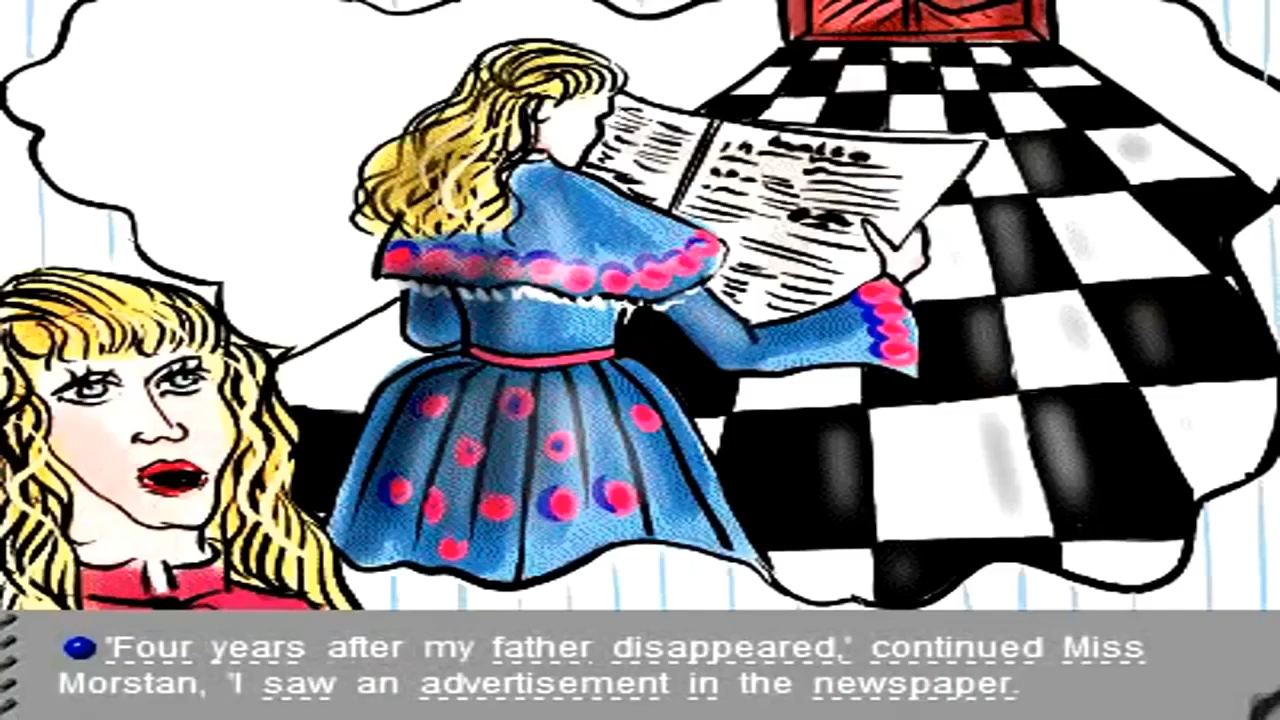 'Four years after my father disappeared,' continued Miss
Morstan, 'I saw an advertisement in the newspaper.